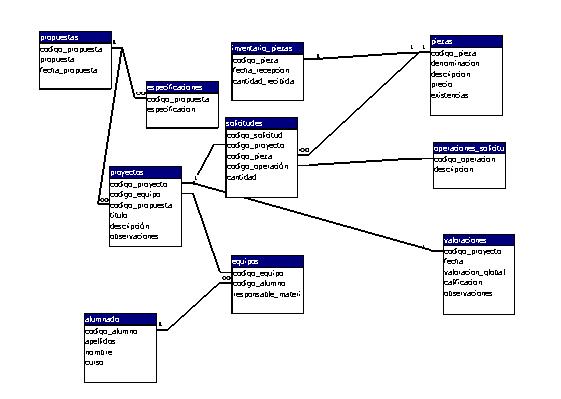 propuestas
codigo_propuesta
propuesta
fecha_propuesta
especificaciones
codigo_propuesta
especificacion
inventario_piezas
codigo_pieza
fecha_recepcion
cantidad_recibida
piezas
codigo_pieza
denominacion
descripcion
precio
existencias
solicitudes
codigo_solicitud
codigo_proyecto
codigo_pieza
codigo_operación
cantidad
operaciones_solicitu
codigo_operacion
descripcion
proyectos
codigo_proyecto
codigo_equipo
codigo_propuesta
titulo
descripción
observaciones
equipos
codigo_equipo
codigo_alumno
responsable_materi
valoraciones
codigo_proyecto
fecha
valoracion_global
calificacion
observaciones
alumnado
codigo_alumno
apellidos
nombre
curso